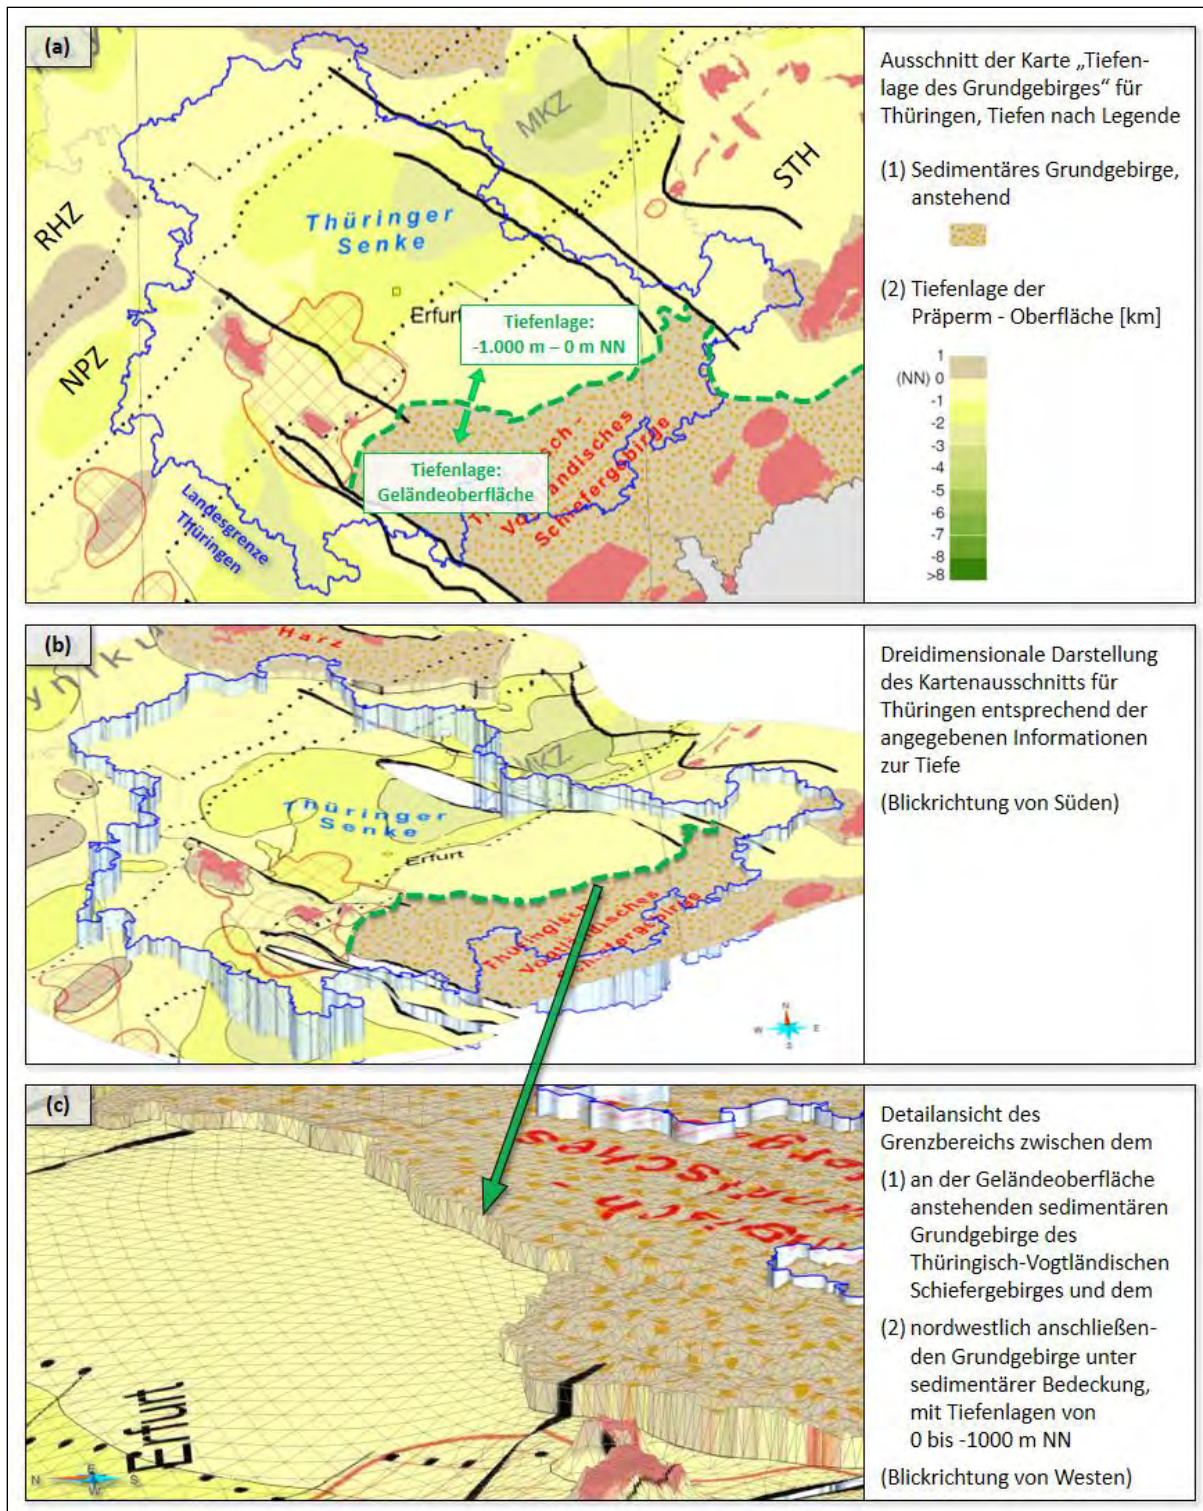 (a)
MKZ
STH
RHZ
Thüringer
Senke
Erfurt
Tiefenlage:
-1.000 m – 0 m NN
NPZ
Tiefenlage:
Geländeoberfläche
Schiefergebirge
Landesgrenze
Thüringen
Ausschnitt der Karte „Tiefen-
lage des Grundgebirges“ für
Thüringen, Tiefen nach Legende
(1) Sedimentäres Grundgebirge,
anstehend
(2) Tiefenlage der
Präperm - Oberfläche [km]
1
(NN) 0
-1
-2
-3
-4
-5
-6
-7
-8
>8
(b)
Harz
yniku
MKZ
Thüringer
Senke
Erfurt
Thüringisch
Vogtländisches
Schiefergebirge
N
W E
S
Dreidimensionale Darstellung
des Kartenausschnitts für
Thüringen entsprechend der
angegebenen Informationen
zur Tiefe
(Blickrichtung von Süden)
(c)
Erfurt
E
N S
W
Detailansicht des
Grenzbereichs zwischen dem
(1) an der Geländeoberfläche
anstehenden sedimentären
Grundgebirge des
Thüringisch-Vogtländischen
Schiefergebirges und dem
(2) nordwestlich anschließen-
den Grundgebirge unter
sedimentärer Bedeckung,
mit Tiefenlagen von
0 bis -1000 m NN
(Blickrichtung von Westen)